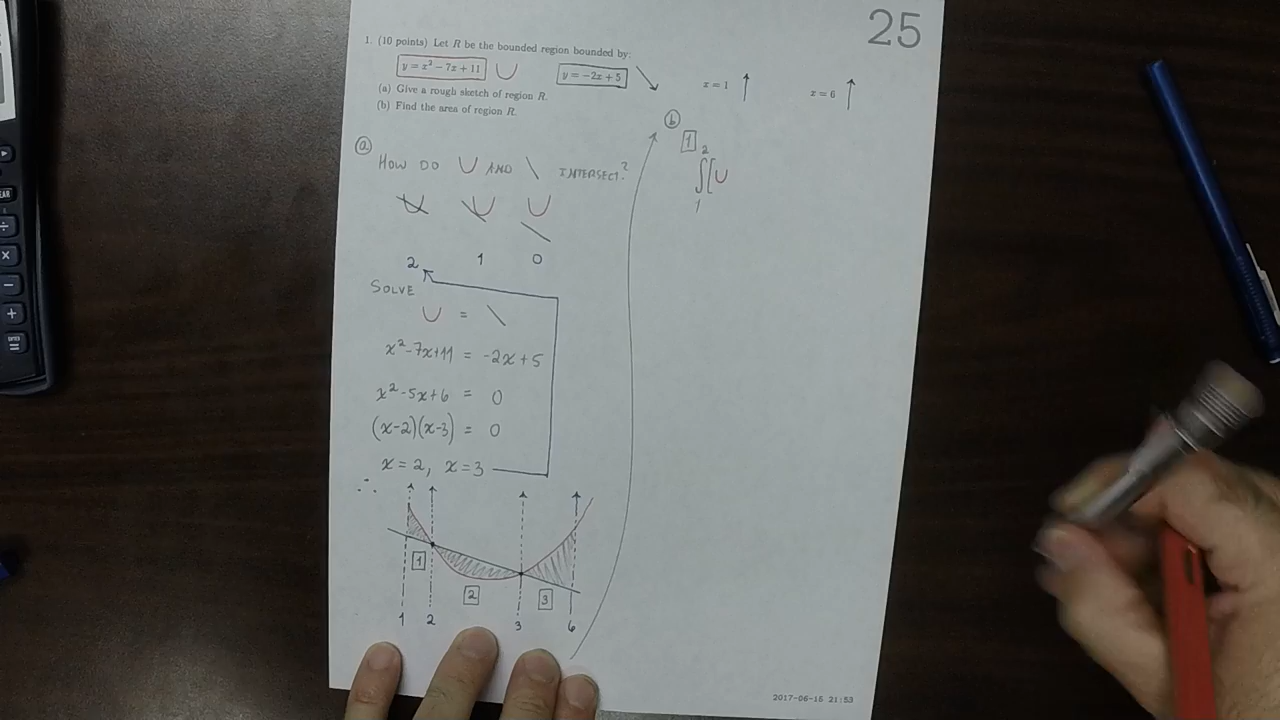 25
1. (10 points) Let R be the bounded region bounded by:
y = x² − 7x + 11
y = −2x + 5
x = 1
x = 6
(a) Give a rough sketch of region R.
(b) Find the area of region R.
(a)
HOW DO ∪ AND \ INTERSECT?
2 1 0
SOLVE
∪ = \
x²-7x+11 = -2x+5
x²-5x+6 = 0
(x-2)(x-3) = 0
x=2, x=3
∴
1 2 3
1 2 3 6
(b)
1
2
∫[∪
1
2017-06-16 21:53